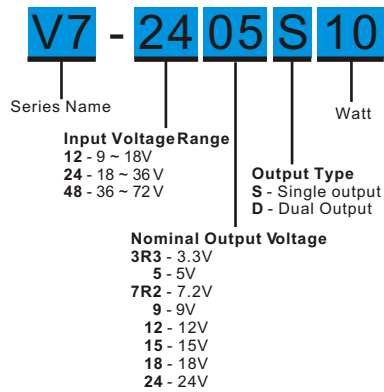 V7 - 24 05 S 10
Series Name
Watt
Input Voltage Range
12 - 9 ~ 18V
24 - 18 ~ 36 V
48 - 36 ~ 72 V
Output Type
S - Single output
D - Dual Output
Nominal Output Voltage
3R3 - 3.3V
5 - 5V
7R2 - 7.2V
9 - 9V
12 - 12V
15 - 15V
18 - 18V
24 - 24V